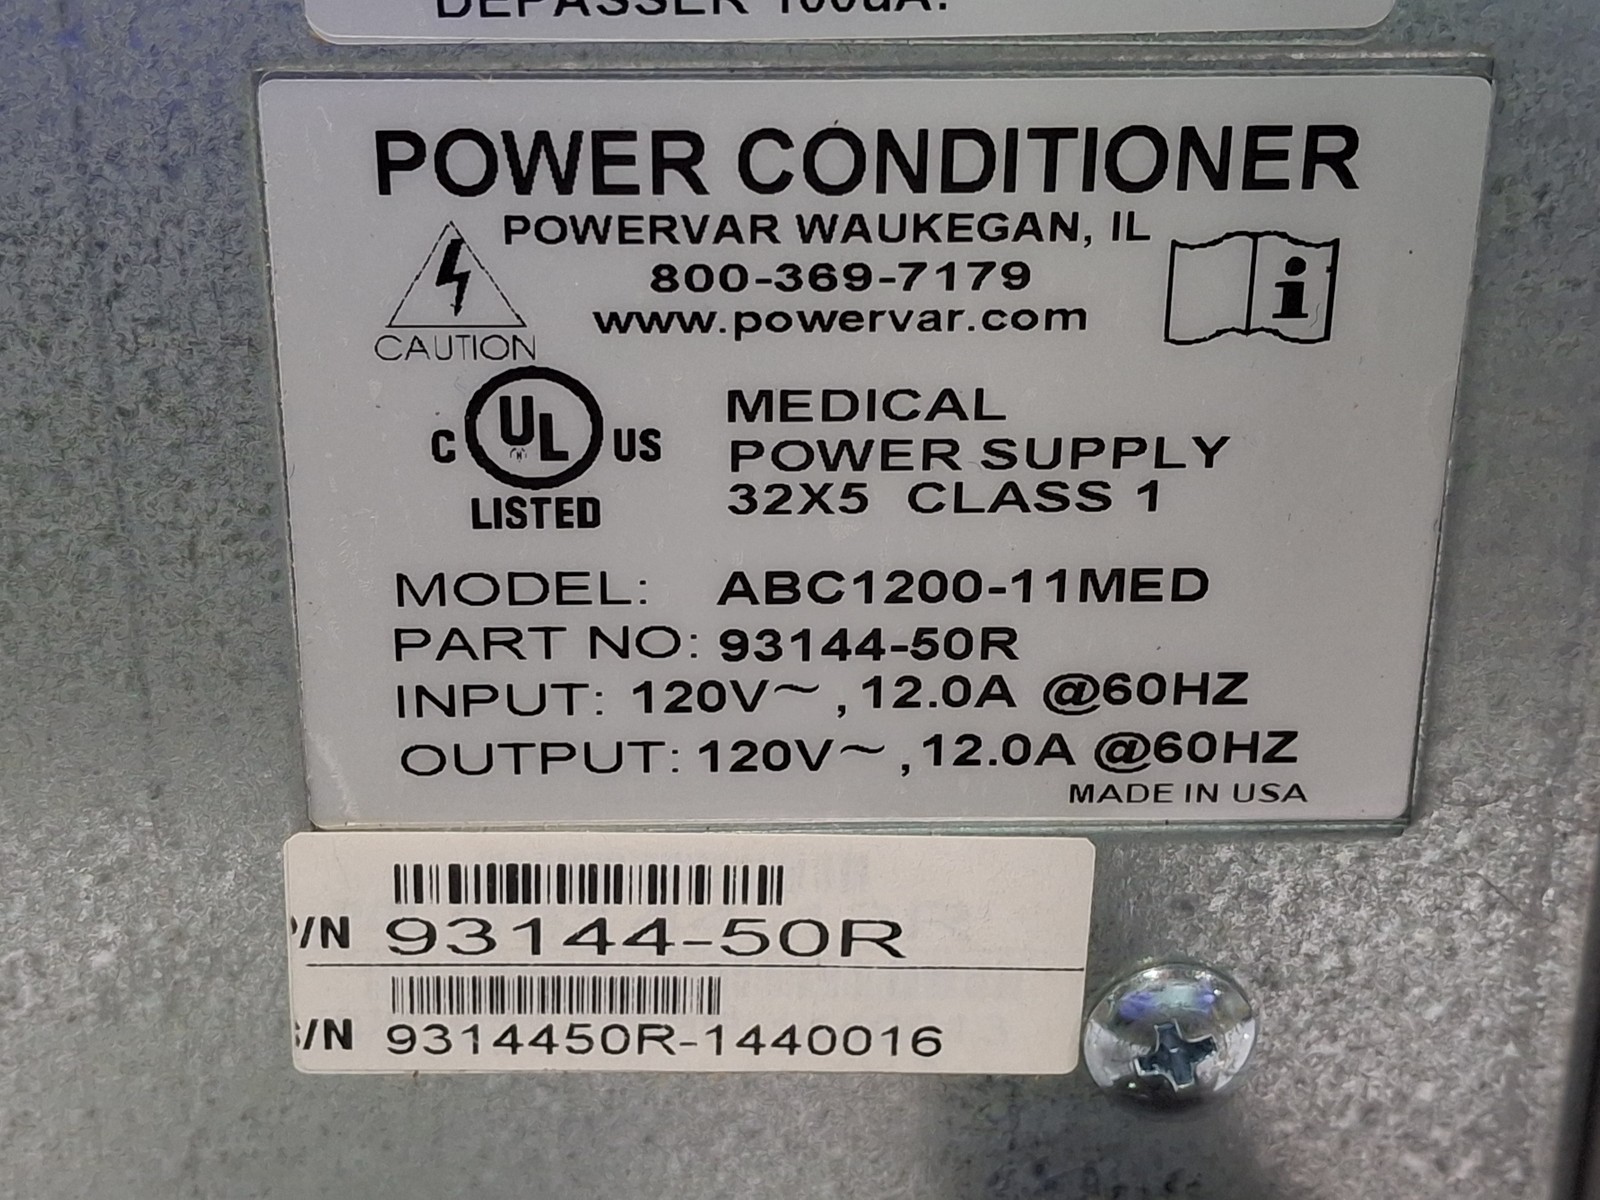 DEPASSER 100uA.
POWER CONDITIONER
POWERVAR WAUKEGAN, IL
800-369-7179
www.powervar.com
CAUTION
C UL US
LISTED
MEDICAL
POWER SUPPLY
32X5 CLASS 1
MODEL: ABC1200-11MED
PART NO: 93144-50R
INPUT: 120V~ , 12.0A @60HZ
OUTPUT: 120V~ , 12.0A @60HZ
MADE IN USA
P/N 93144-50R
S/N 9314450R-1440016